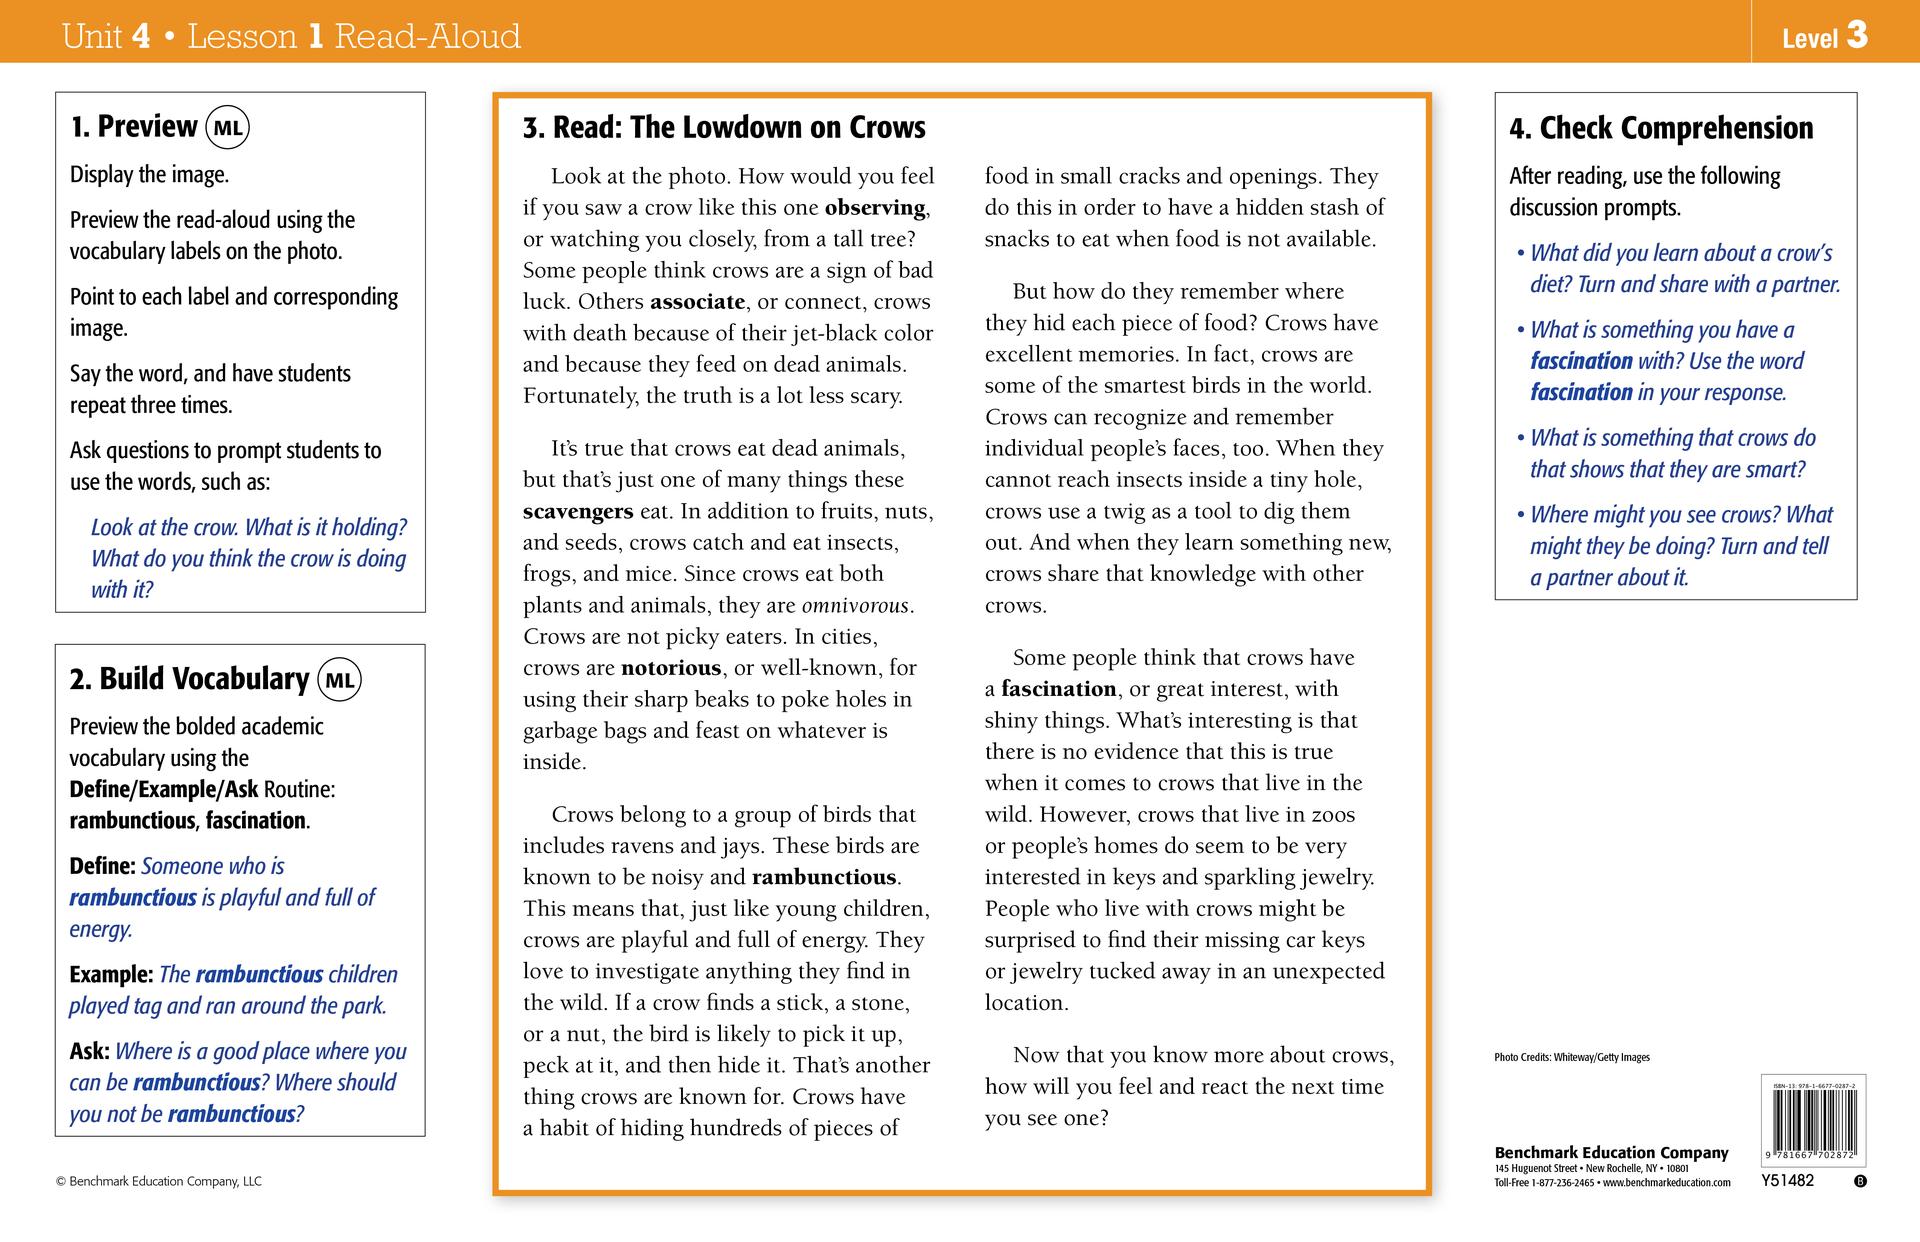 Unit 4 • Lesson 1 Read-Aloud
Level 3
1. Preview ML
Display the image.
Preview the read-aloud using the
vocabulary labels on the photo.
Point to each label and corresponding
image.
Say the word, and have students
repeat three times.
Ask questions to prompt students to
use the words, such as:
Look at the crow. What is it holding?
What do you think the crow is doing
with it?
2. Build Vocabulary ML
Preview the bolded academic
vocabulary using the
Define/Example/Ask Routine:
rambunctious, fascination.
Define: Someone who is
rambunctious is playful and full of
energy.
Example: The rambunctious children
played tag and ran around the park.
Ask: Where is a good place where you
can be rambunctious? Where should
you not be rambunctious?
© Benchmark Education Company, LLC
3. Read: The Lowdown on Crows
Look at the photo. How would you feel
if you saw a crow like this one observing,
or watching you closely, from a tall tree?
Some people think crows are a sign of bad
luck. Others associate, or connect, crows
with death because of their jet-black color
and because they feed on dead animals.
Fortunately, the truth is a lot less scary.
It's true that crows eat dead animals,
but that's just one of many things these
scavengers eat. In addition to fruits, nuts,
and seeds, crows catch and eat insects,
frogs, and mice. Since crows eat both
plants and animals, they are omnivorous.
Crows are not picky eaters. In cities,
crows are notorious, or well-known, for
using their sharp beaks to poke holes in
garbage bags and feast on whatever is
inside.
Crows belong to a group of birds that
includes ravens and jays. These birds are
known to be noisy and rambunctious.
This means that, just like young children,
crows are playful and full of energy. They
love to investigate anything they find in
the wild. If a crow finds a stick, a stone,
or a nut, the bird is likely to pick it up,
peck at it, and then hide it. That's another
thing crows are known for. Crows have
a habit of hiding hundreds of pieces of
food in small cracks and openings. They
do this in order to have a hidden stash of
snacks to eat when food is not available.
But how do they remember where
they hid each piece of food? Crows have
excellent memories. In fact, crows are
some of the smartest birds in the world.
Crows can recognize and remember
individual people's faces, too. When they
cannot reach insects inside a tiny hole,
crows use a twig as a tool to dig them
out. And when they learn something new,
crows share that knowledge with other
crows.
Some people think that crows have
a fascination, or great interest, with
shiny things. What's interesting is that
there is no evidence that this is true
when it comes to crows that live in the
wild. However, crows that live in zoos
or people's homes do seem to be very
interested in keys and sparkling jewelry.
People who live with crows might be
surprised to find their missing car keys
or jewelry tucked away in an unexpected
location.
Now that you know more about crows,
how will you feel and react the next time
you see one?
4. Check Comprehension
After reading, use the following
discussion prompts.
• What did you learn about a crow's
diet? Turn and share with a partner.
• What is something you have a
fascination with? Use the word
fascination in your response.
• What is something that crows do
that shows that they are smart?
• Where might you see crows? What
might they be doing? Turn and tell
a partner about it.
Photo Credits: Whiteway/Getty Images
Benchmark Education Company
145 Huguenot Street • New Rochelle, NY • 10801
Toll-Free 1-877-236-2465 • www.benchmarkeducation.com
ISBN-13: 978-1-6677-0287-2
9 781667 702872
Y51482
B